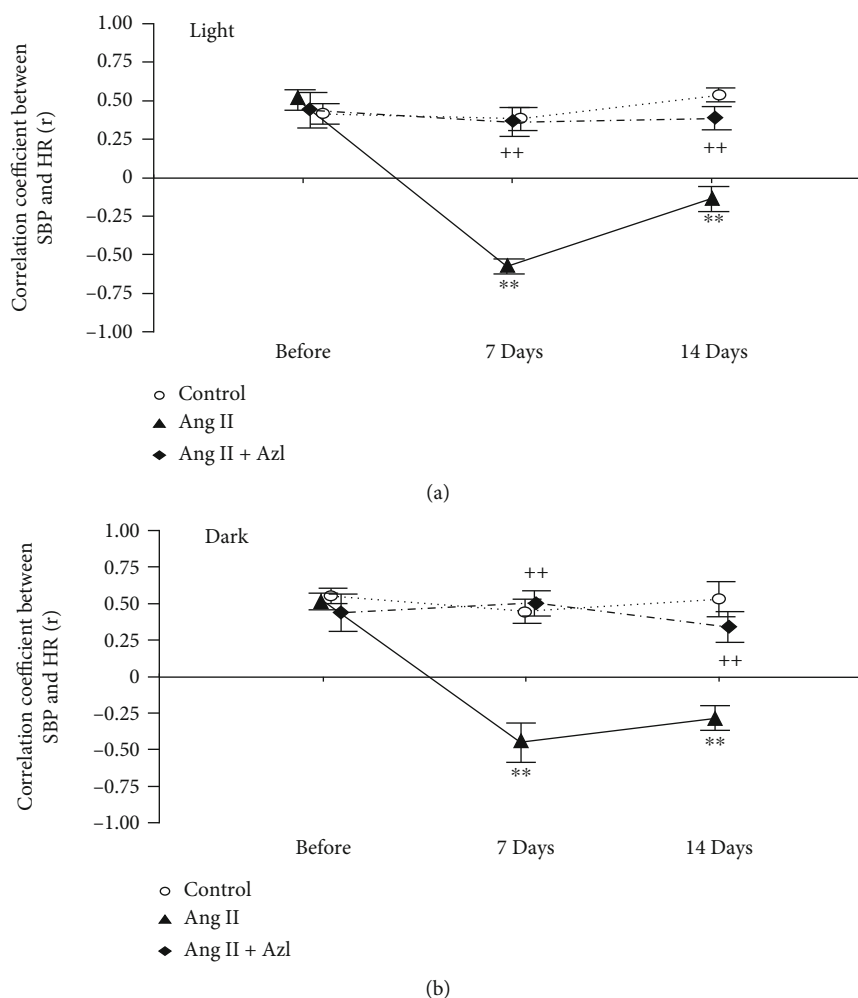 Light
Correlation coefficient between
SBP and HR (r)
1.00
0.75
0.50
0.25
0
–0.25
–0.50
–0.75
–1.00
++
++
**
**
Before
7 Days
14 Days
Control
Ang II
Ang II + Azl
(a)
Dark
Correlation coefficient between
SBP and HR (r)
1.00
0.75
0.50
0.25
0
–0.25
–0.50
–0.75
–1.00
++
++
**
**
Before
7 Days
14 Days
Control
Ang II
Ang II + Azl
(b)